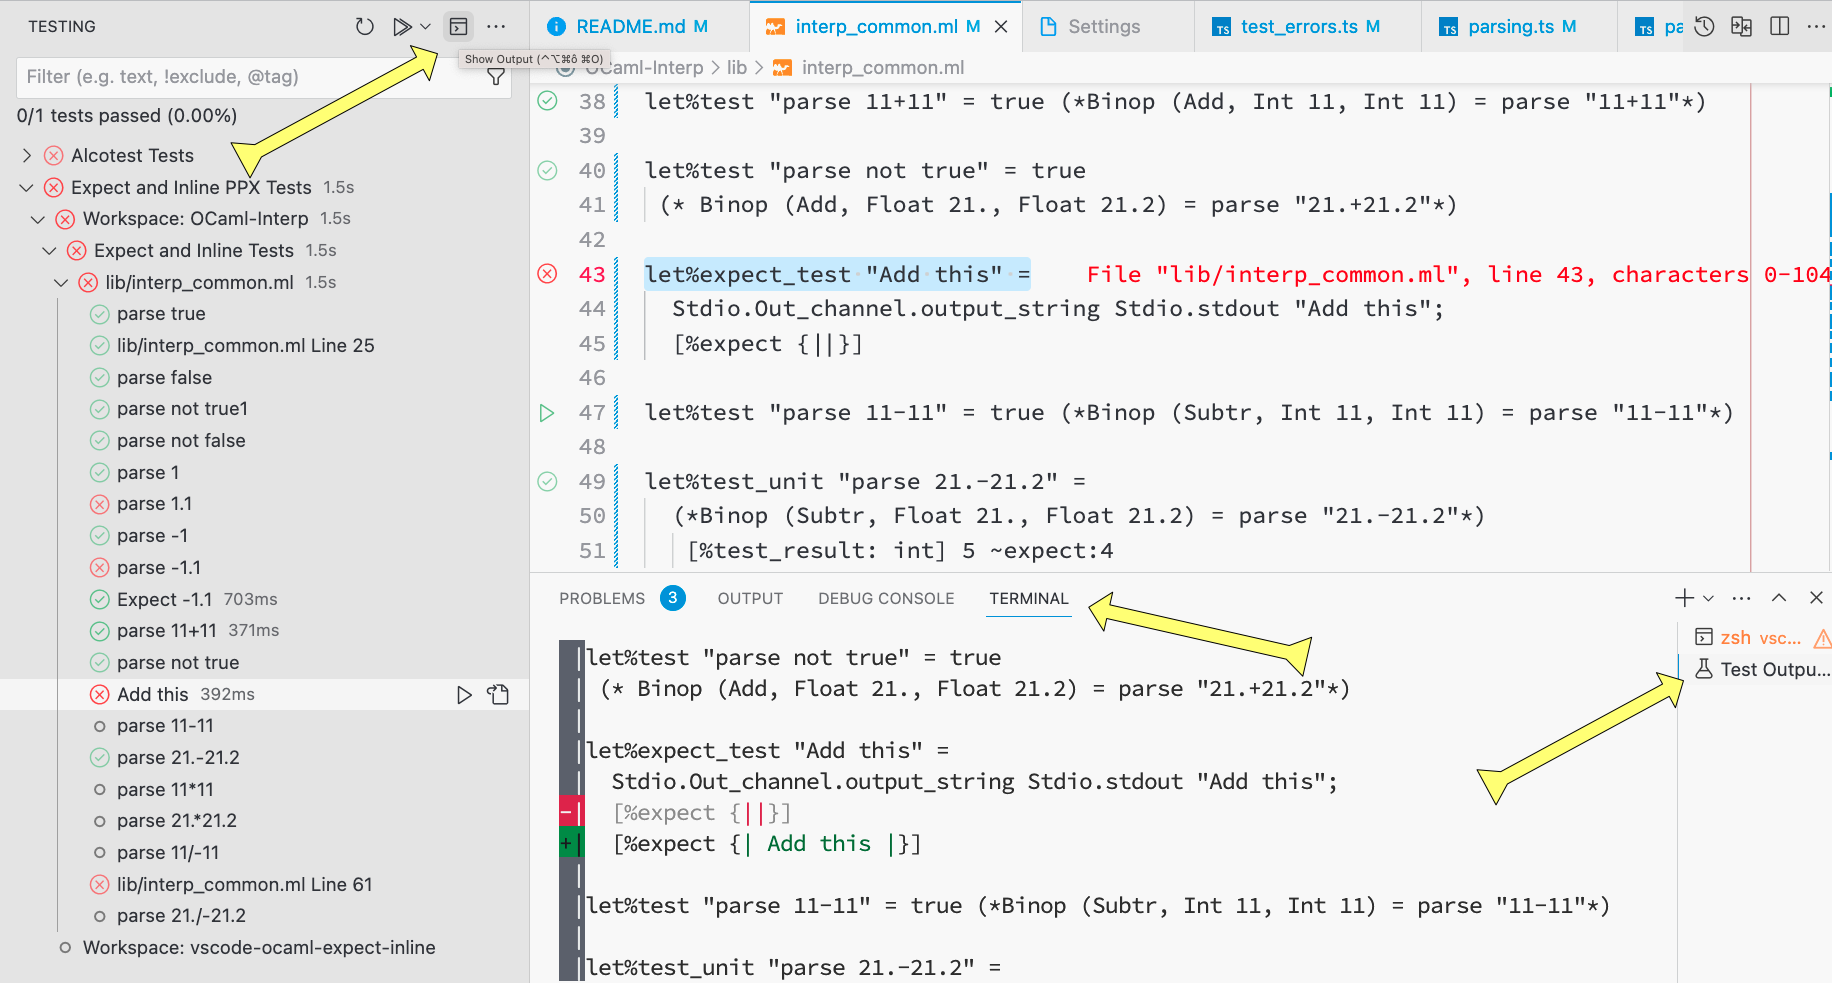 TESTING
Show Output (^⌥⌘ô ⌘O)
Filter (e.g. text, !exclude, @tag)
0/1 tests passed (0.00%)
Alcotest Tests
Expect and Inline PPX Tests 1.5s
Workspace: OCaml-Interp 1.5s
Expect and Inline Tests 1.5s
lib/interp_common.ml 1.5s
parse true
lib/interp_common.ml Line 25
parse false
parse not true1
parse not false
parse 1
parse 1.1
parse -1
parse -1.1
Expect -1.1 703ms
parse 11+11 371ms
parse not true
Add this 392ms
parse 11-11
parse 21.-21.2
parse 11*11
parse 21.*21.2
parse 11/-11
lib/interp_common.ml Line 61
parse 21./-21.2
Workspace: vscode-ocaml-expect-inline
README.md M
interp_common.ml M
Settings
TS test_errors.ts M
TS parsing.ts M
TS pa
OCaml-Interp > lib > interp_common.ml
38 let%test "parse 11+11" = true (*Binop (Add, Int 11, Int 11) = parse "11+11"*)
39
40 let%test "parse not true" = true
41 (* Binop (Add, Float 21., Float 21.2) = parse "21.+21.2"*)
42
43 let%expect_test "Add this" = File "lib/interp_common.ml", line 43, characters 0-104
44 Stdio.Out_channel.output_string Stdio.stdout "Add this";
45 [%expect {||}]
46
47 let%test "parse 11-11" = true (*Binop (Subtr, Int 11, Int 11) = parse "11-11"*)
48
49 let%test_unit "parse 21.-21.2" =
50 (*Binop (Subtr, Float 21., Float 21.2) = parse "21.-21.2"*)
51 [%test_result: int] 5 ~expect:4
PROBLEMS 3 OUTPUT DEBUG CONSOLE TERMINAL
zsh vsc...
Test Outpu...
|let%test "parse not true" = true
| (* Binop (Add, Float 21., Float 21.2) = parse "21.+21.2"*)
|
|let%expect_test "Add this" =
| Stdio.Out_channel.output_string Stdio.stdout "Add this";
-| [%expect {||}]
+| [%expect {| Add this |}]
|
|let%test "parse 11-11" = true (*Binop (Subtr, Int 11, Int 11) = parse "11-11"*)
|
|let%test_unit "parse 21.-21.2" =